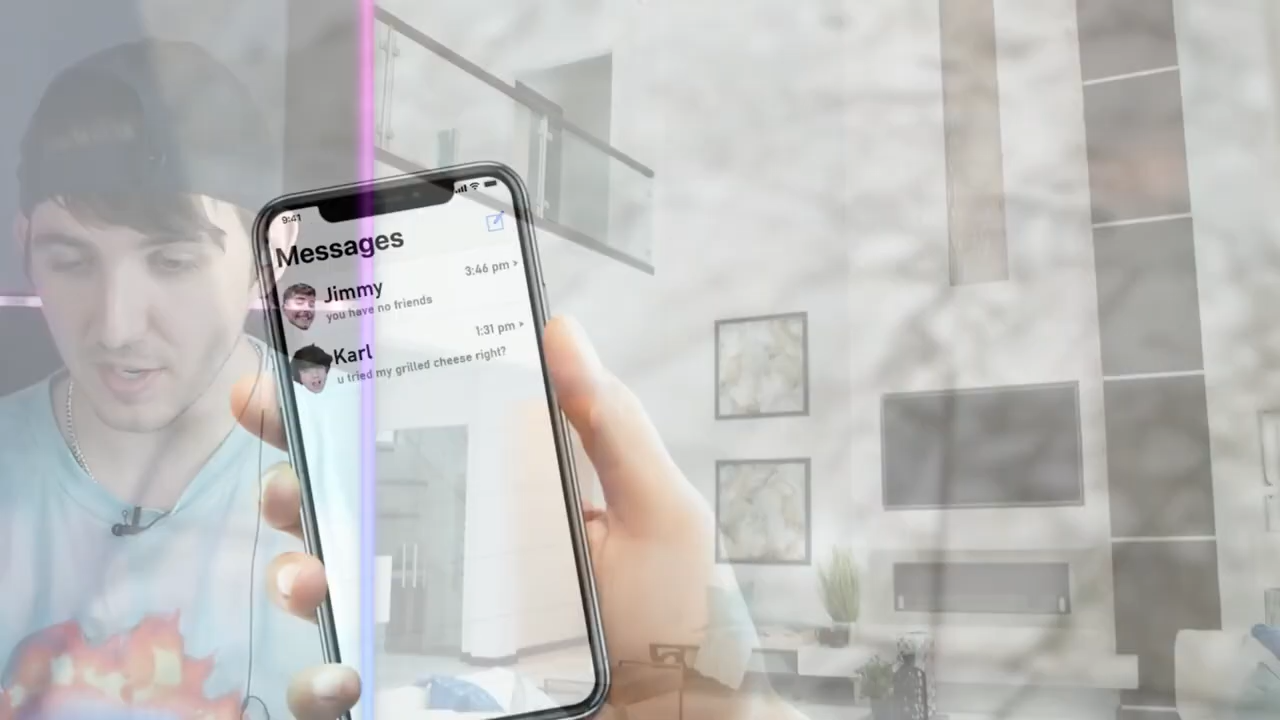 9:41
Messages
3:46 pm >
Jimmy
you have no friends
1:31 pm >
Karl
u tried my grilled cheese right?